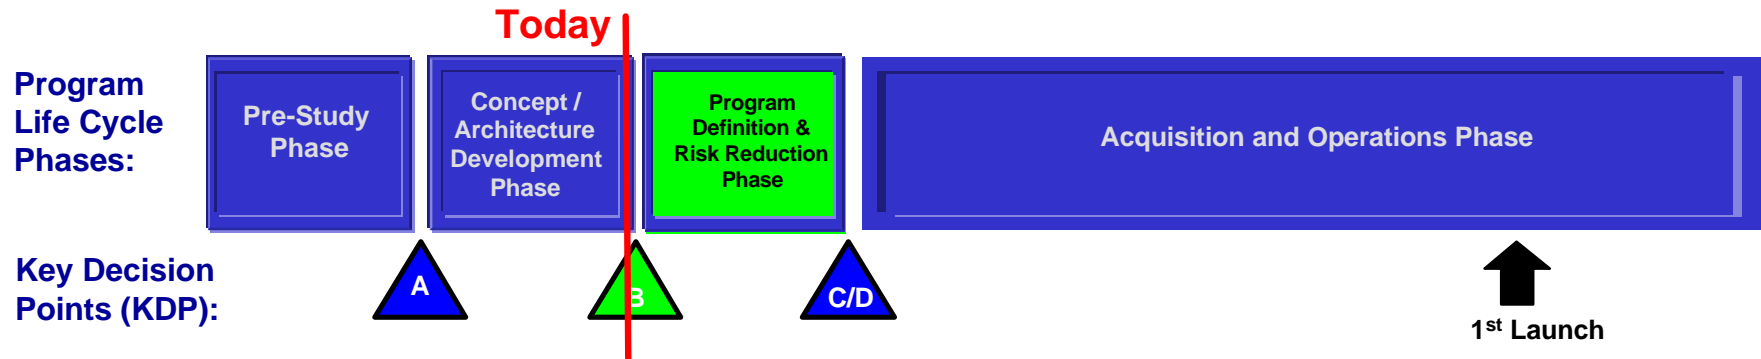 Today
Program
Life Cycle
Phases:
Pre-Study
Phase
Concept /
Architecture
Development
Phase
Program
Definition &
Risk Reduction
Phase
Acquisition and Operations Phase
Key Decision
Points (KDP):
A
B
C/D
1st Launch